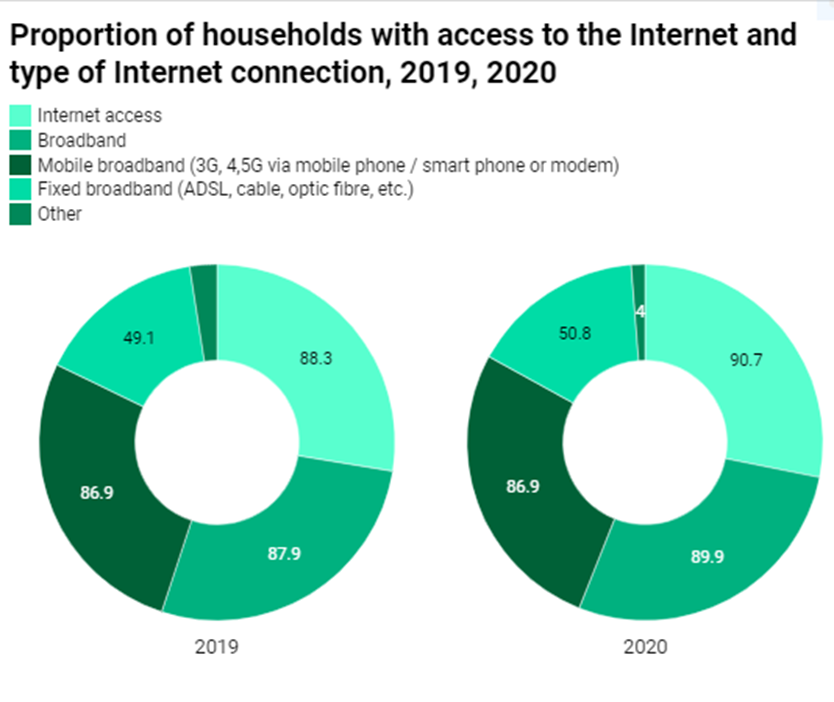 Proportion of households with access to the Internet and
type of Internet connection, 2019, 2020
Internet access
Broadband
Mobile broadband (3G, 4,5G via mobile phone / smart phone or modem)
Fixed broadband (ADSL, cable, optic fibre, etc.)
Other
49.1
88.3
86.9
87.9
2019
4
50.8
90.7
86.9
89.9
2020